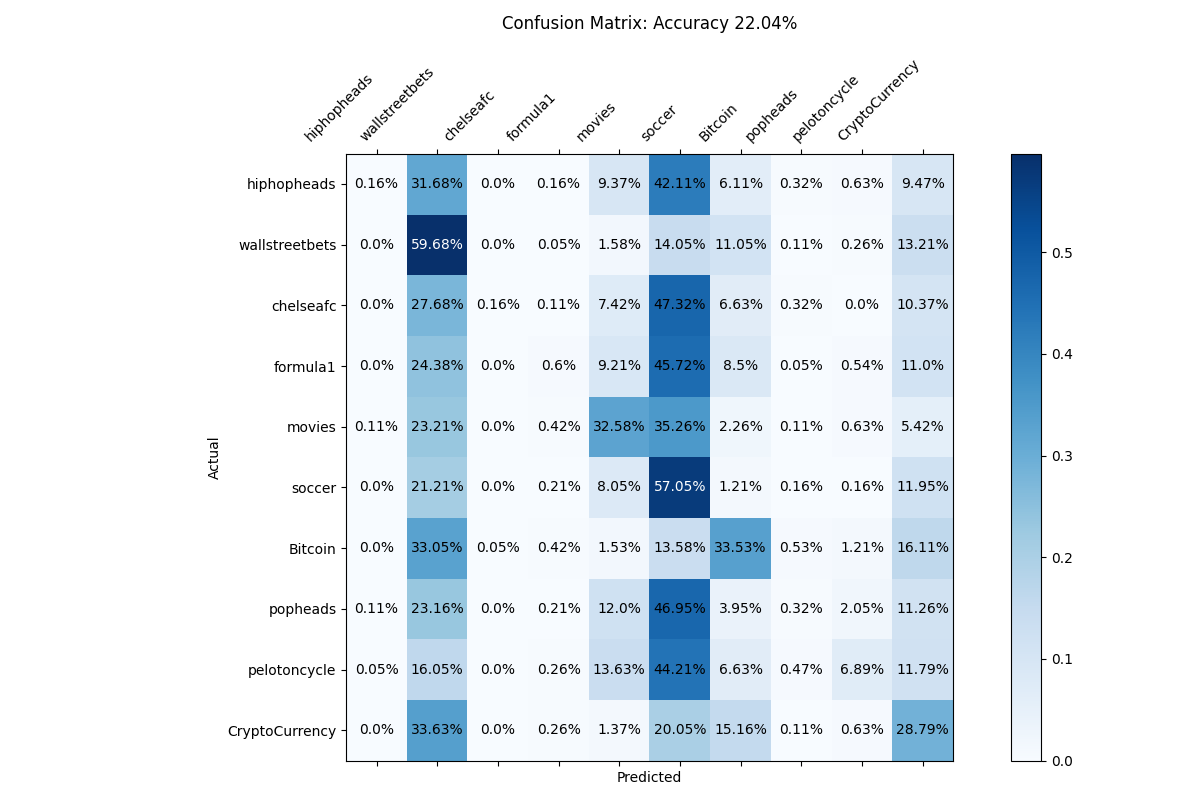 Confusion Matrix: Accuracy 22.04%
hiphopheads wallstreetbets chelseafc formula1 movies soccer Bitcoin popheads pelotoncycle CryptoCurrency
hiphopheads 0.16% 31.68% 0.0% 0.16% 9.37% 42.11% 6.11% 0.32% 0.63% 9.47%
wallstreetbets 0.0% 59.68% 0.0% 0.05% 1.58% 14.05% 11.05% 0.11% 0.26% 13.21%
chelseafc 0.0% 27.68% 0.16% 0.11% 7.42% 47.32% 6.63% 0.32% 0.0% 10.37%
formula1 0.0% 24.38% 0.0% 0.6% 9.21% 45.72% 8.5% 0.05% 0.54% 11.0%
movies 0.11% 23.21% 0.0% 0.42% 32.58% 35.26% 2.26% 0.11% 0.63% 5.42%
soccer 0.0% 21.21% 0.0% 0.21% 8.05% 57.05% 1.21% 0.16% 0.16% 11.95%
Bitcoin 0.0% 33.05% 0.05% 0.42% 1.53% 13.58% 33.53% 0.53% 1.21% 16.11%
popheads 0.11% 23.16% 0.0% 0.21% 12.0% 46.95% 3.95% 0.32% 2.05% 11.26%
pelotoncycle 0.05% 16.05% 0.0% 0.26% 13.63% 44.21% 6.63% 0.47% 6.89% 11.79%
CryptoCurrency 0.0% 33.63% 0.0% 0.26% 1.37% 20.05% 15.16% 0.11% 0.63% 28.79%
Actual
Predicted
0.5
0.4
0.3
0.2
0.1
0.0